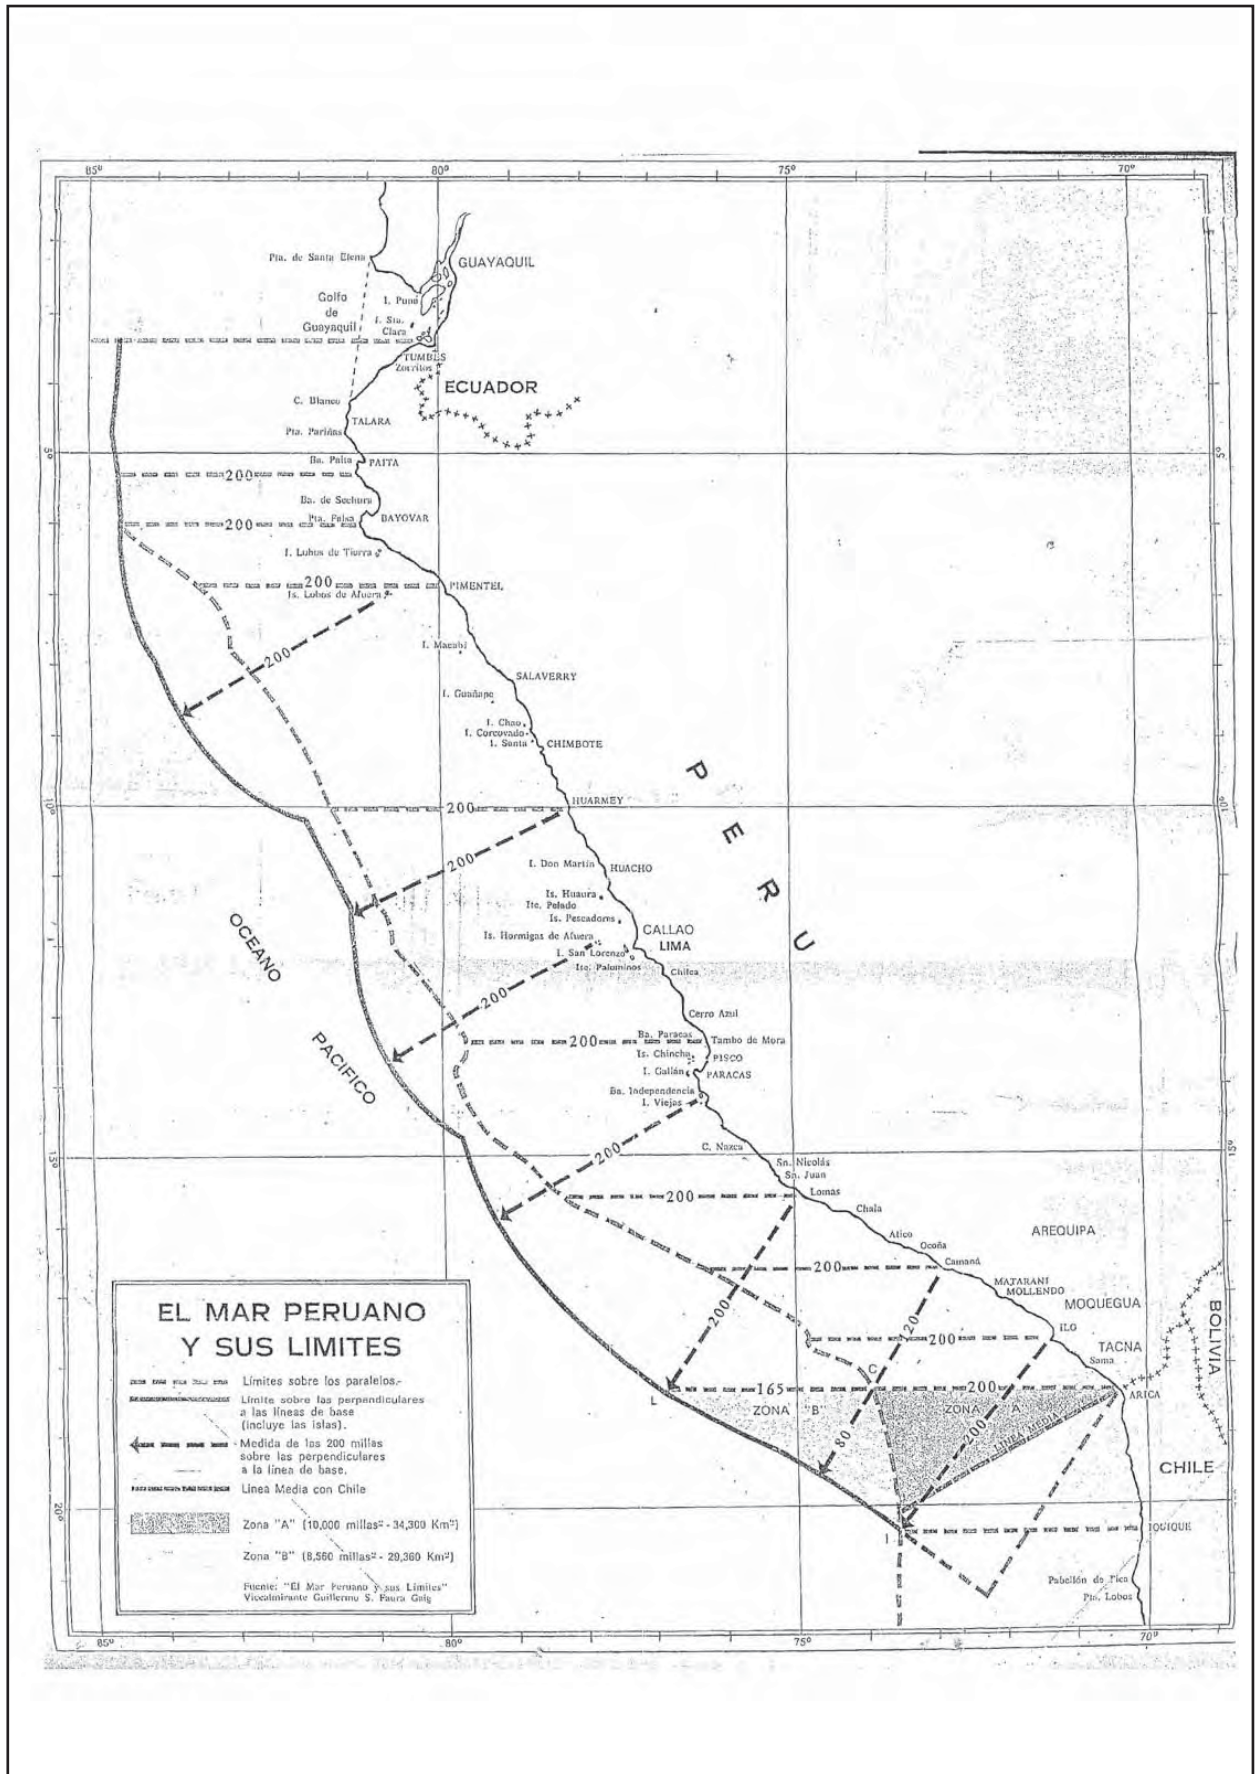 85º 80º 75º 70º
Pta. de Santa Elena
GUAYAQUIL
Golfo
de
Guayaquil
I. Puná
I. Sta.
Clara
TUMBES
Zorritos
ECUADOR
C. Blanco
TALARA
Pta. Pariñas
5º
5º
Ba. Paita
PAITA
200
Ba. de Sechura
Pta. Falsa
BAYOVAR
200
I. Lobos de Tierra
200
PIMENTEL
Is. Lobos de Afuera
200
I. Macabí
SALAVERRY
I. Guañape
I. Chao
I. Corcovado
I. Santa
CHIMBOTE
PERU
10º
10º
200
HUARMEY
200
I. Don Martín
HUACHO
Is. Huaura
Ite. Pelado
Is. Pescadores
CALLAO
LIMA
Is. Hormigas de Afuera
I. San Lorenzo
Ite. Palominos
Chilca
OCEANO
PACIFICO
200
Cerro Azul
Ba. Paracas
200
Tambo de Mora
Is. Chincha
PISCO
I. Gallán
PARACAS
Ba. Independencia
I. Viejas
200
C. Nazca
15º
15º
Sn. Nicolás
Sn. Juan
200
Lomas
Chala
Atico
Ocoña
AREQUIPA
200
Camaná
MATARANI
MOLLENDO
MOQUEGUA
BOLIVIA
200
20
200
ILO
TACNA
Sama
C
L
165
200
ARICA
ZONA "B"
ZONA "A"
80
200
LINEA MEDIA
CHILE
20º
I
IQUIQUE
Pabellón de Pica
Pta. Lobos
EL MAR PERUANO
Y SUS LIMITES
Límites sobre los paralelos.-
Límite sobre las perpendiculares
a las líneas de base
(incluye las islas).
Medida de las 200 millas
sobre las perpendiculares
a la línea de base.
Linea Media con Chile
Zona "A" (10,000 millas² - 34,300 Km²)
Zona "B" (8,560 millas² - 29,360 Km²)
Fuente: "El Mar Peruano y sus Límites"
Vicealmirante Guillermo S. Faura Gaig
85º 80º 75º 70º